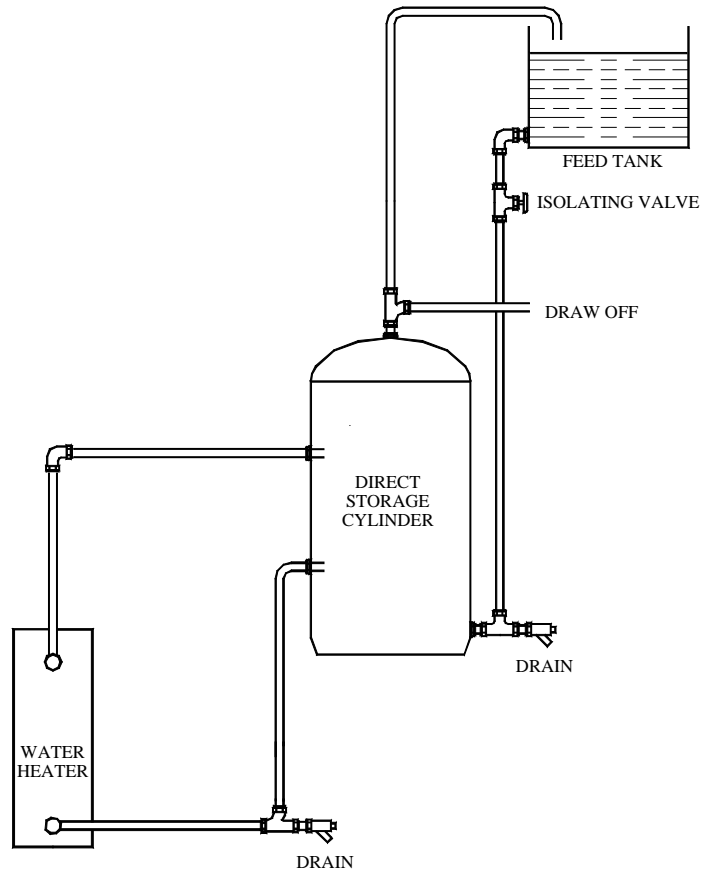 FEED TANK
ISOLATING VALVE
DRAW OFF
DIRECT
STORAGE
CYLINDER
DRAIN
WATER
HEATER
DRAIN